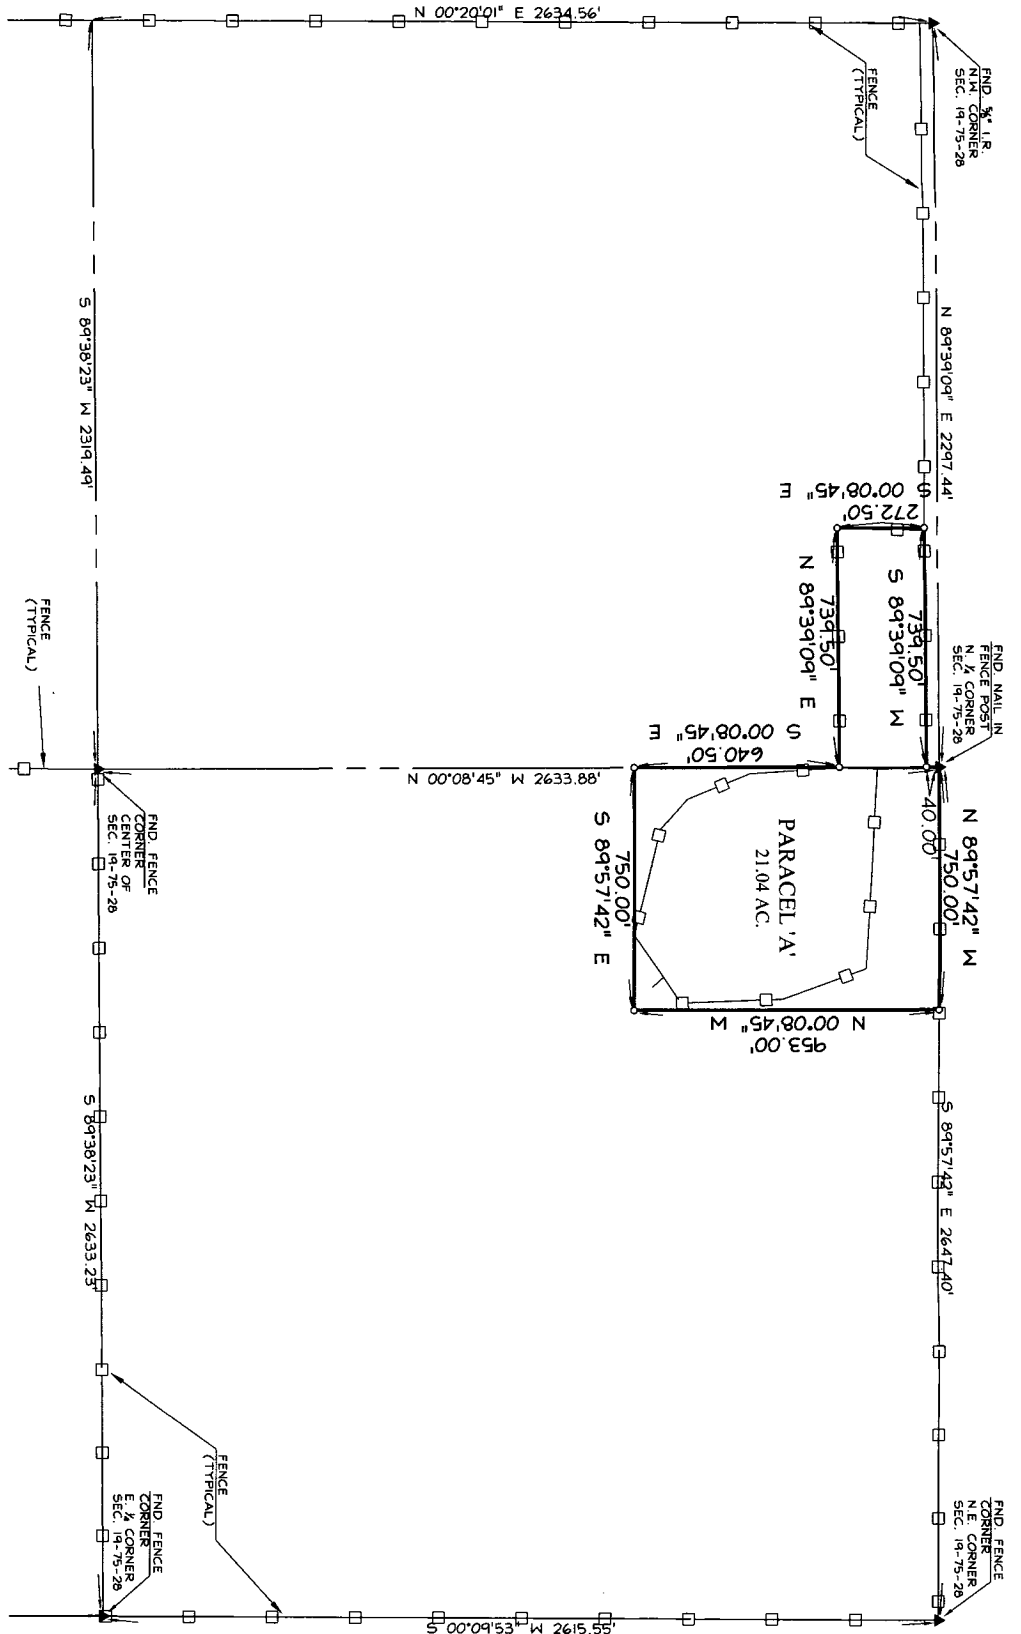 N 00°20'01" E 2634.56'
FND. 5/8" I.R.
N.W. CORNER
SEC. 19-75-28
FENCE
(TYPICAL)
N 89°39'09" E 2297.44'
S 89°38'23" W 2319.49'
S 00°08'45" E
272.50'
739.50'
S 89°39'09" W
739.50'
N 89°39'09" E
FND. NAIL IN
FENCE POST
N. 1/4 CORNER
SEC. 19-75-28
S 00°08'45" E
640.50'
40.00'
FENCE
(TYPICAL)
N 00°08'45" W 2633.88'
FND. FENCE
CORNER
CENTER OF
SEC. 19-75-28
N 89°57'42" W
750.00'
PARACEL 'A'
21.04 AC.
750.00'
S 89°57'42" E
N 00°08'45" W
953.00'
S 89°57'42" E 2647.40'
S 89°38'23" W 2633.23'
FENCE
(TYPICAL)
FND. FENCE
CORNER
N.E. CORNER
SEC. 19-75-28
FND. FENCE
CORNER
E. 1/4 CORNER
SEC. 19-75-28
S 00°09'53" W 2615.55'